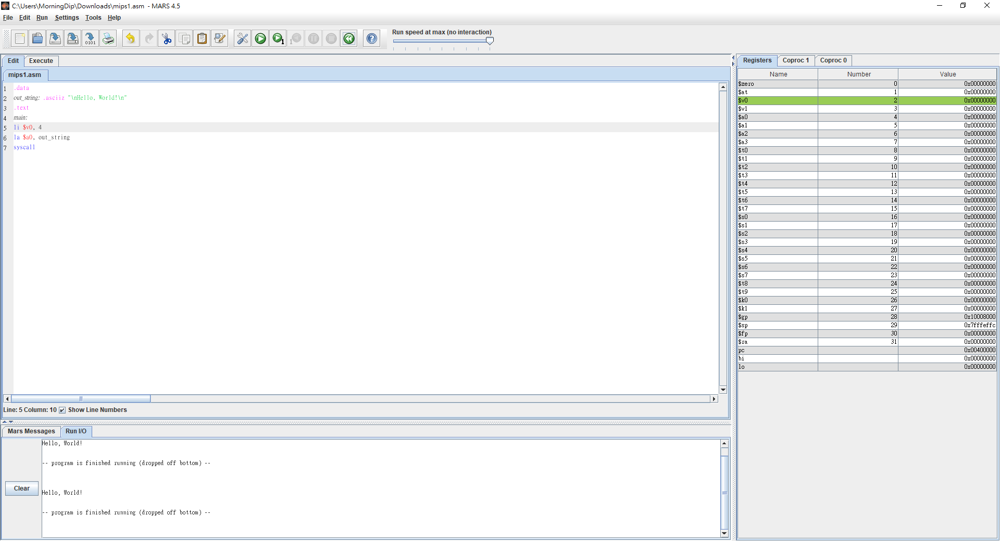 C:\Users\MorningDip\Downloads\mips1.asm - MARS 4.5
File Edit Run Settings Tools Help
0101
1
1
Run speed at max (no interaction)
Edit Execute
mips1.asm
1 .data
2 out_string: .asciiz "\nHello, World!\n"
3 .text
4 main:
5 li $v0, 4
6 la $a0, out_string
7 syscall
Line: 5 Column: 10 Show Line Numbers
Mars Messages Run I/O
Clear
Hello, World!
-- program is finished running (dropped off bottom) --
Hello, World!
-- program is finished running (dropped off bottom) --
Registers Coproc 1 Coproc 0
Name Number Value
$zero 0 0x00000000
$at 1 0x00000000
$v0 2 0x00000000
$v1 3 0x00000000
$a0 4 0x00000000
$a1 5 0x00000000
$a2 6 0x00000000
$a3 7 0x00000000
$t0 8 0x00000000
$t1 9 0x00000000
$t2 10 0x00000000
$t3 11 0x00000000
$t4 12 0x00000000
$t5 13 0x00000000
$t6 14 0x00000000
$t7 15 0x00000000
$s0 16 0x00000000
$s1 17 0x00000000
$s2 18 0x00000000
$s3 19 0x00000000
$s4 20 0x00000000
$s5 21 0x00000000
$s6 22 0x00000000
$s7 23 0x00000000
$t8 24 0x00000000
$t9 25 0x00000000
$k0 26 0x00000000
$k1 27 0x00000000
$gp 28 0x10008000
$sp 29 0x7fffeffc
$fp 30 0x00000000
$ra 31 0x00000000
pc 0x00400000
hi 0x00000000
lo 0x00000000